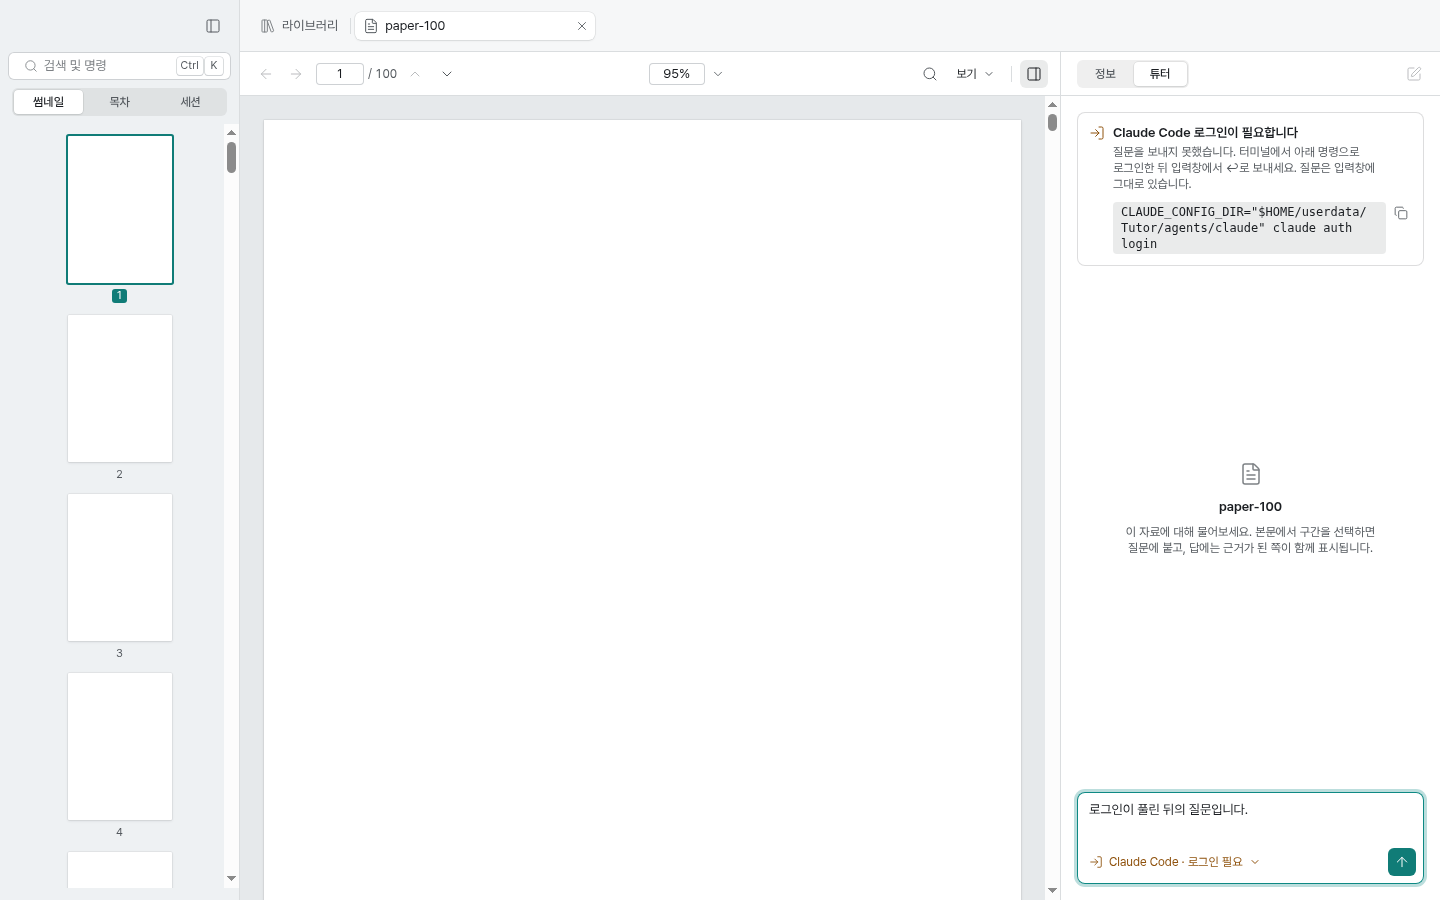 라이브러리
paper-100
검색 및 명령
Ctrl
K
1
/ 100
95%
보기
정보
튜터
썸네일
목차
세션
1
2
3
4
Claude Code 로그인이 필요합니다
질문을 보내지 못했습니다. 터미널에서 아래 명령으로
로그인한 뒤 입력창에서 ↩로 보내세요. 질문은 입력창에
그대로 있습니다.
CLAUDE_CONFIG_DIR="$HOME/userdata/
Tutor/agents/claude" claude auth
login
paper-100
이 자료에 대해 물어보세요. 본문에서 구간을 선택하면
질문에 붙고, 답에는 근거가 된 쪽이 함께 표시됩니다.
로그인이 풀린 뒤의 질문입니다.
Claude Code · 로그인 필요